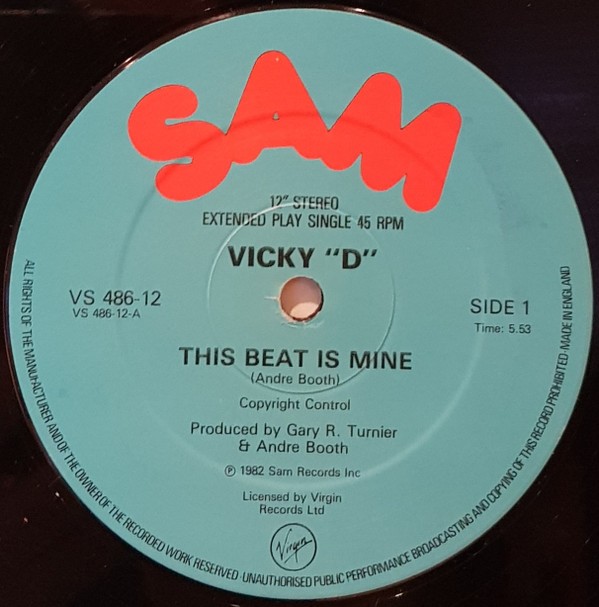 SAM
12" STEREO
EXTENDED PLAY SINGLE 45 RPM
VICKY "D"
VS 486-12
VS 486-12-A
SIDE 1
Time: 5.53
THIS BEAT IS MINE
(Andre Booth)
Copyright Control
Produced by Gary R. Turnier
& Andre Booth
℗ 1982 Sam Records Inc
Licensed by Virgin
Records Ltd
Virgin
ALL RIGHTS OF THE MANUFACTURER AND OF THE OWNER OF THE RECORDED WORK RESERVED·UNAUTHORISED PUBLIC PERFORMANCE BROADCASTING AND COPYING OF THIS RECORD PROHIBITED·MADE IN ENGLAND